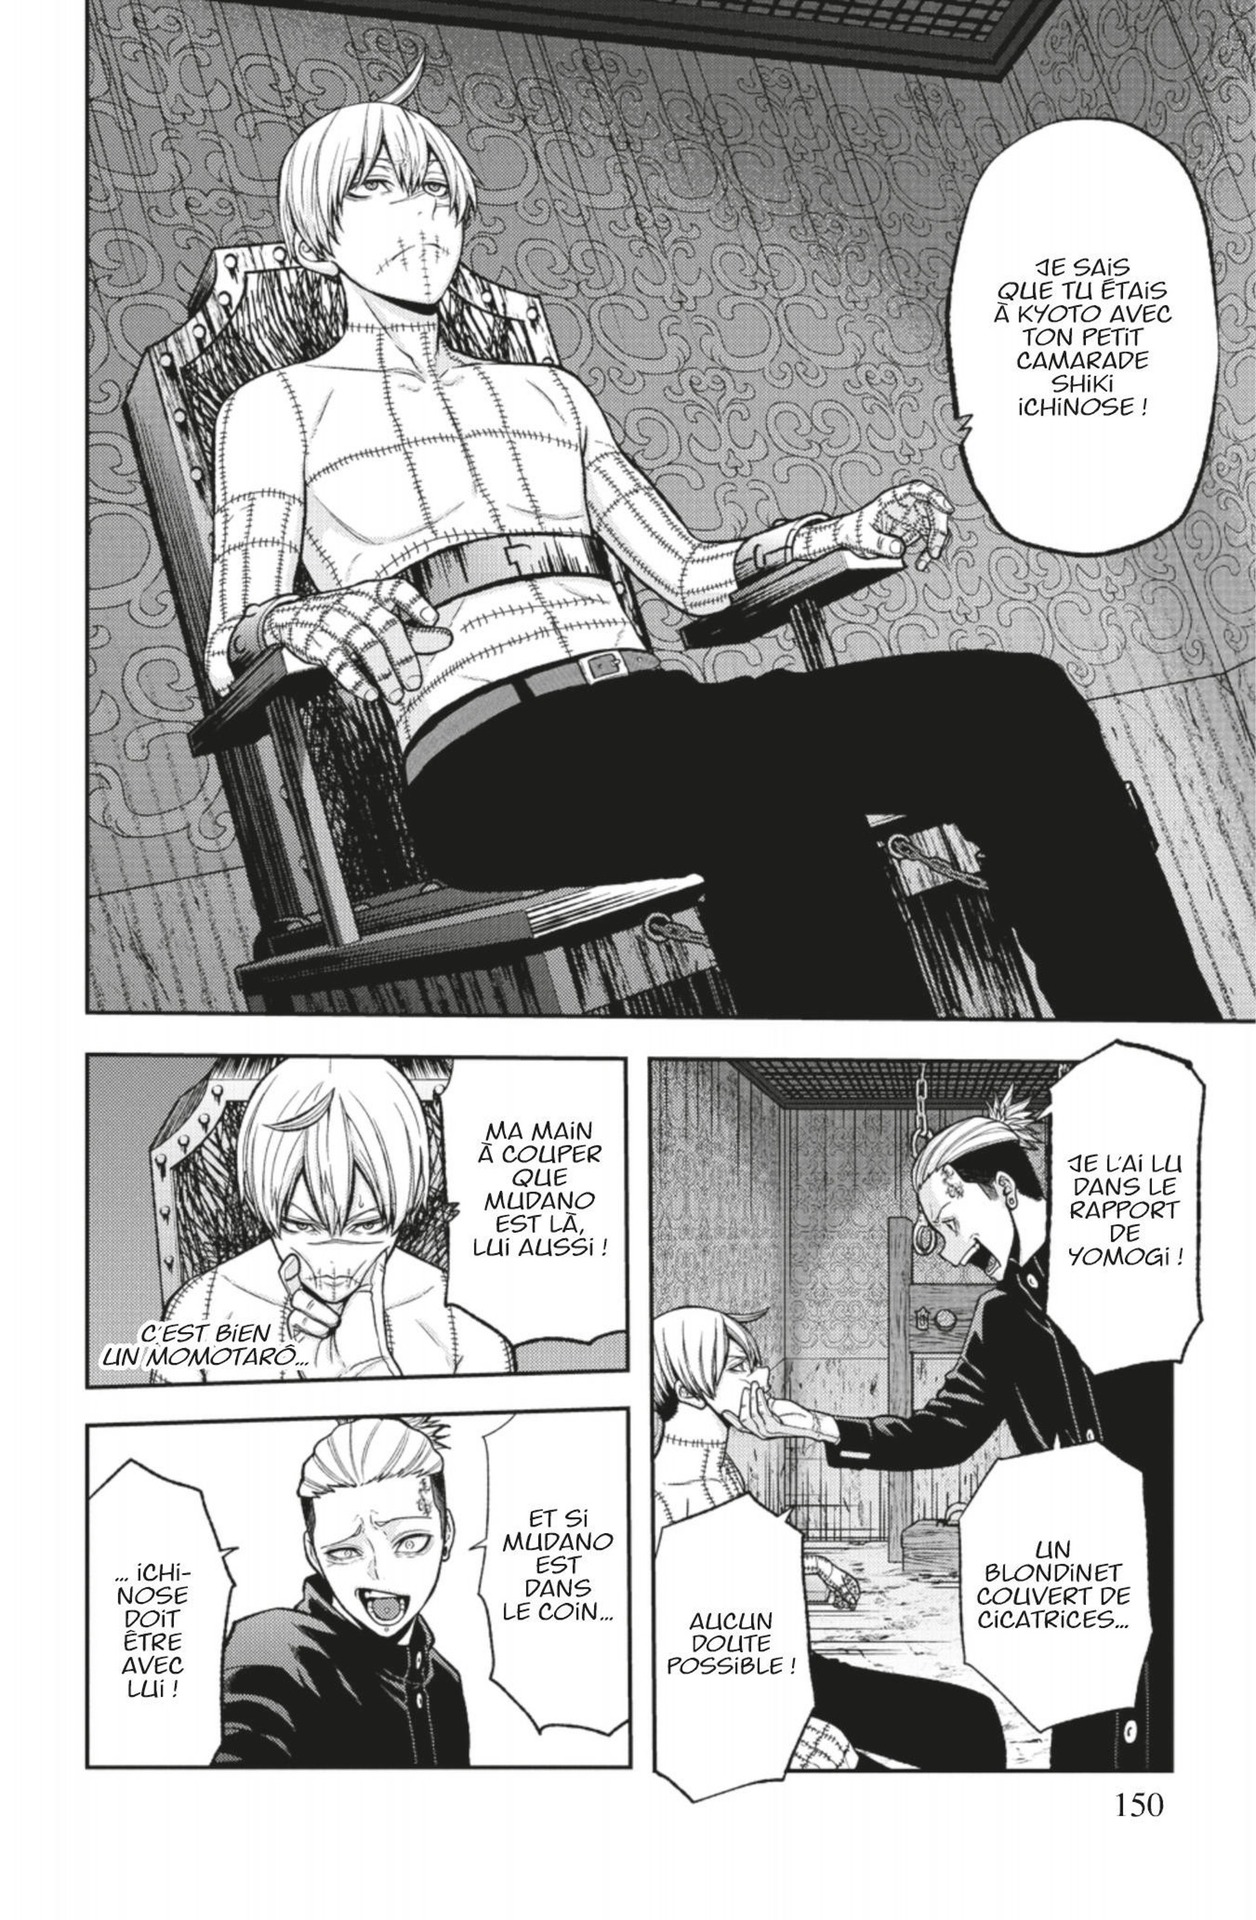 JE SAIS
QUE TU ÉTAIS
À KYOTO AVEC
TON PETIT
CAMARADE
SHIKI
ICHINOSE !
JE L'AI LU
DANS LE
RAPPORT
DE
YOMOGI !
UN
BLONDINET
COUVERT DE
CICATRICES...
AUCUN
DOUTE
POSSIBLE !
MA MAIN
À COUPER
QUE
MUDANO
EST LÀ,
LUI AUSSI !
C'EST BIEN
UN MOMOTARÔ...
ET SI
MUDANO
EST
DANS
LE COIN...
... ICHI-
NOSE
DOIT
ÊTRE
AVEC
LUI !
150